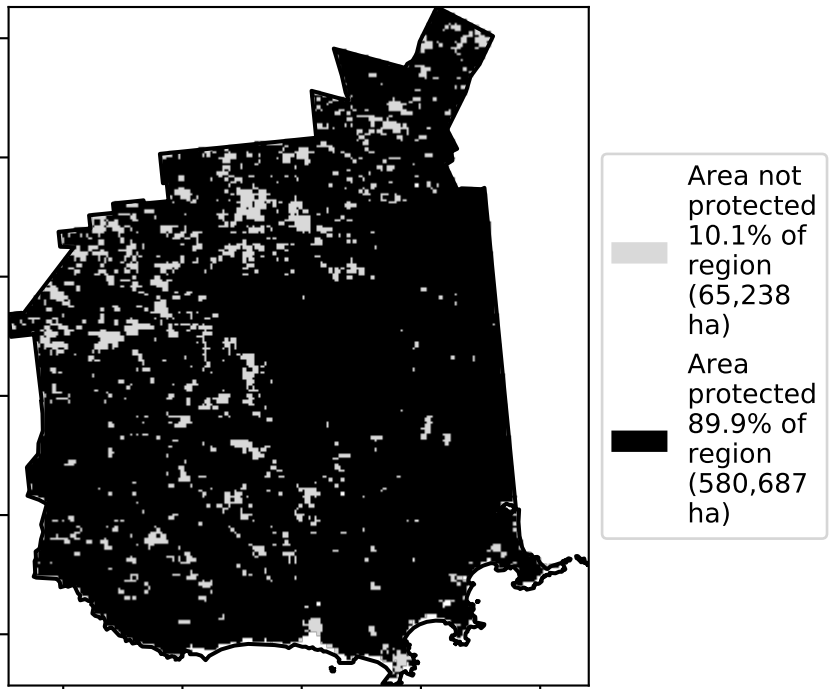 Area not
protected
10.1% of
region
(65,238
ha)
Area
protected
89.9% of
region
(580,687
ha)